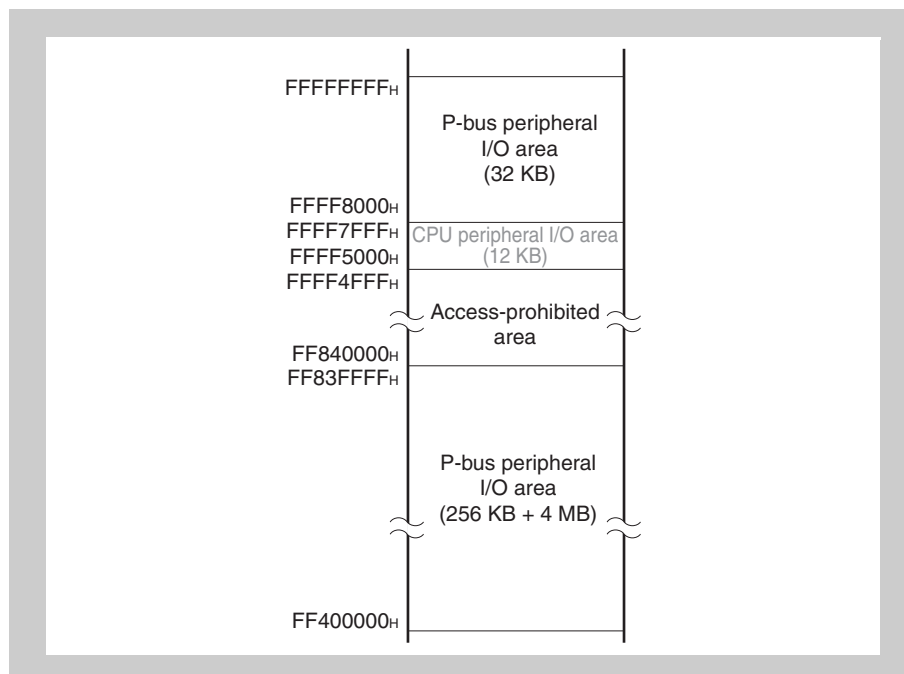 FFFFFFFFH
P-bus peripheral
I/O area
(32 KB)
FFFF8000H
FFFF7FFFH
CPU peripheral I/O area
(12 KB)
FFFF5000H
FFFF4FFFH
Access-prohibited
area
FF840000H
FF83FFFFH
P-bus peripheral
I/O area
(256 KB + 4 MB)
FF400000H